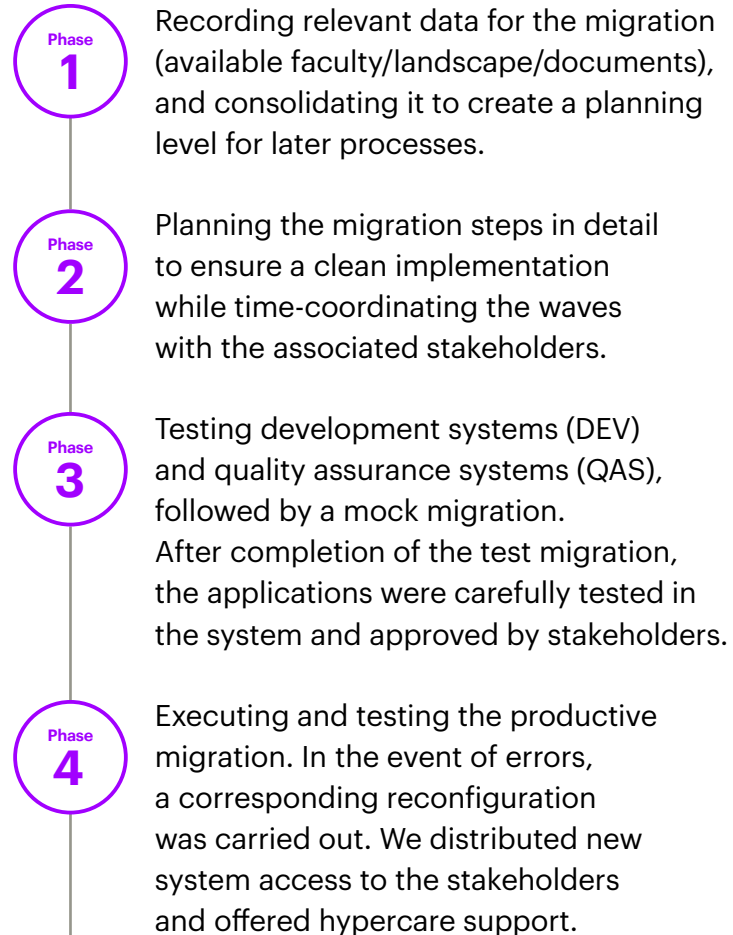 Phase
1
Recording relevant data for the migration
(available faculty/landscape/documents),
and consolidating it to create a planning
level for later processes.
Phase
2
Planning the migration steps in detail
to ensure a clean implementation
while time-coordinating the waves
with the associated stakeholders.
Phase
3
Testing development systems (DEV)
and quality assurance systems (QAS),
followed by a mock migration.
After completion of the test migration,
the applications were carefully tested in
the system and approved by stakeholders.
Phase
4
Executing and testing the productive
migration. In the event of errors,
a corresponding reconfiguration
was carried out. We distributed new
system access to the stakeholders
and offered hypercare support.